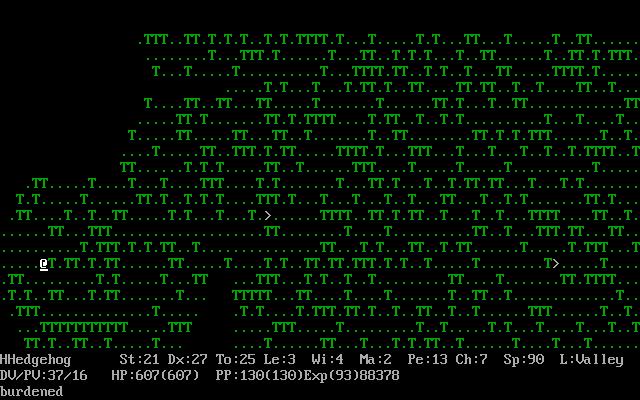 HHedgehog St:21 Dx:27 To:25 Le:3 Wi:4 Ma:2 Pe:13 Ch:7 Sp:90 L:Valley
DV/PV:37/16 HP:607(607) PP:130(130)Exp(93)88378
burdened